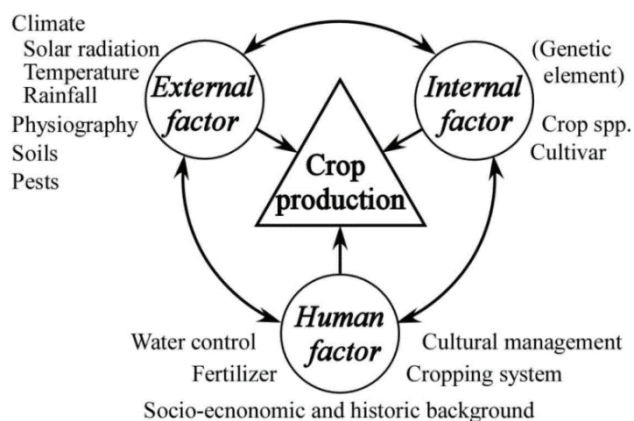 Climate
Solar radiation
Temperature
Rainfall
Physiography
Soils
Pests
External
factor
Internal
factor
(Genetic
element)
Crop spp.
Cultivar
Crop
production
Human
factor
Water control
Fertilizer
Cultural management
Cropping system
Socio-ecnonomic and historic background